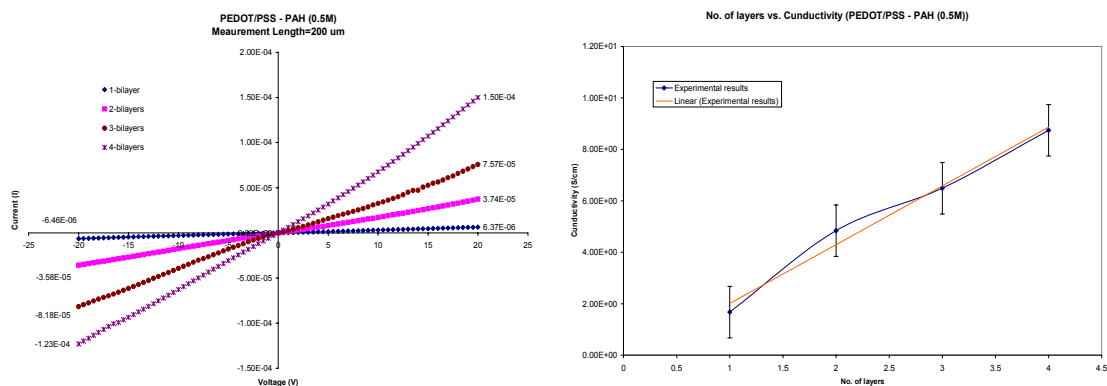 PEDOT/PSS - PAH (0.5M)
Meaurement Length=200 um
2.00E-04
1.50E-04
1.00E-04
5.00E-05
0.00E+00
-5.00E-05
-1.00E-04
-1.50E-04
-25
-20
-15
-10
-5
0
5
10
15
20
25
1-bilayer
2-bilayers
3-bilayers
4-bilayers
1.50E-04
7.57E-05
3.74E-05
6.37E-06
-6.46E-06
-3.58E-05
-8.18E-05
-1.23E-04
Current (I)
Voltage (V)
No. of layers vs. Cunductivity (PEDOT/PSS - PAH (0.5M))
1.20E+01
1.00E+01
8.00E+00
6.00E+00
4.00E+00
2.00E+00
0.00E+00
Experimental results
Linear (Experimental results)
Conductivity (S/cm)
0
0.5
1
1.5
2
2.5
3
3.5
4
4.5
No. of layers